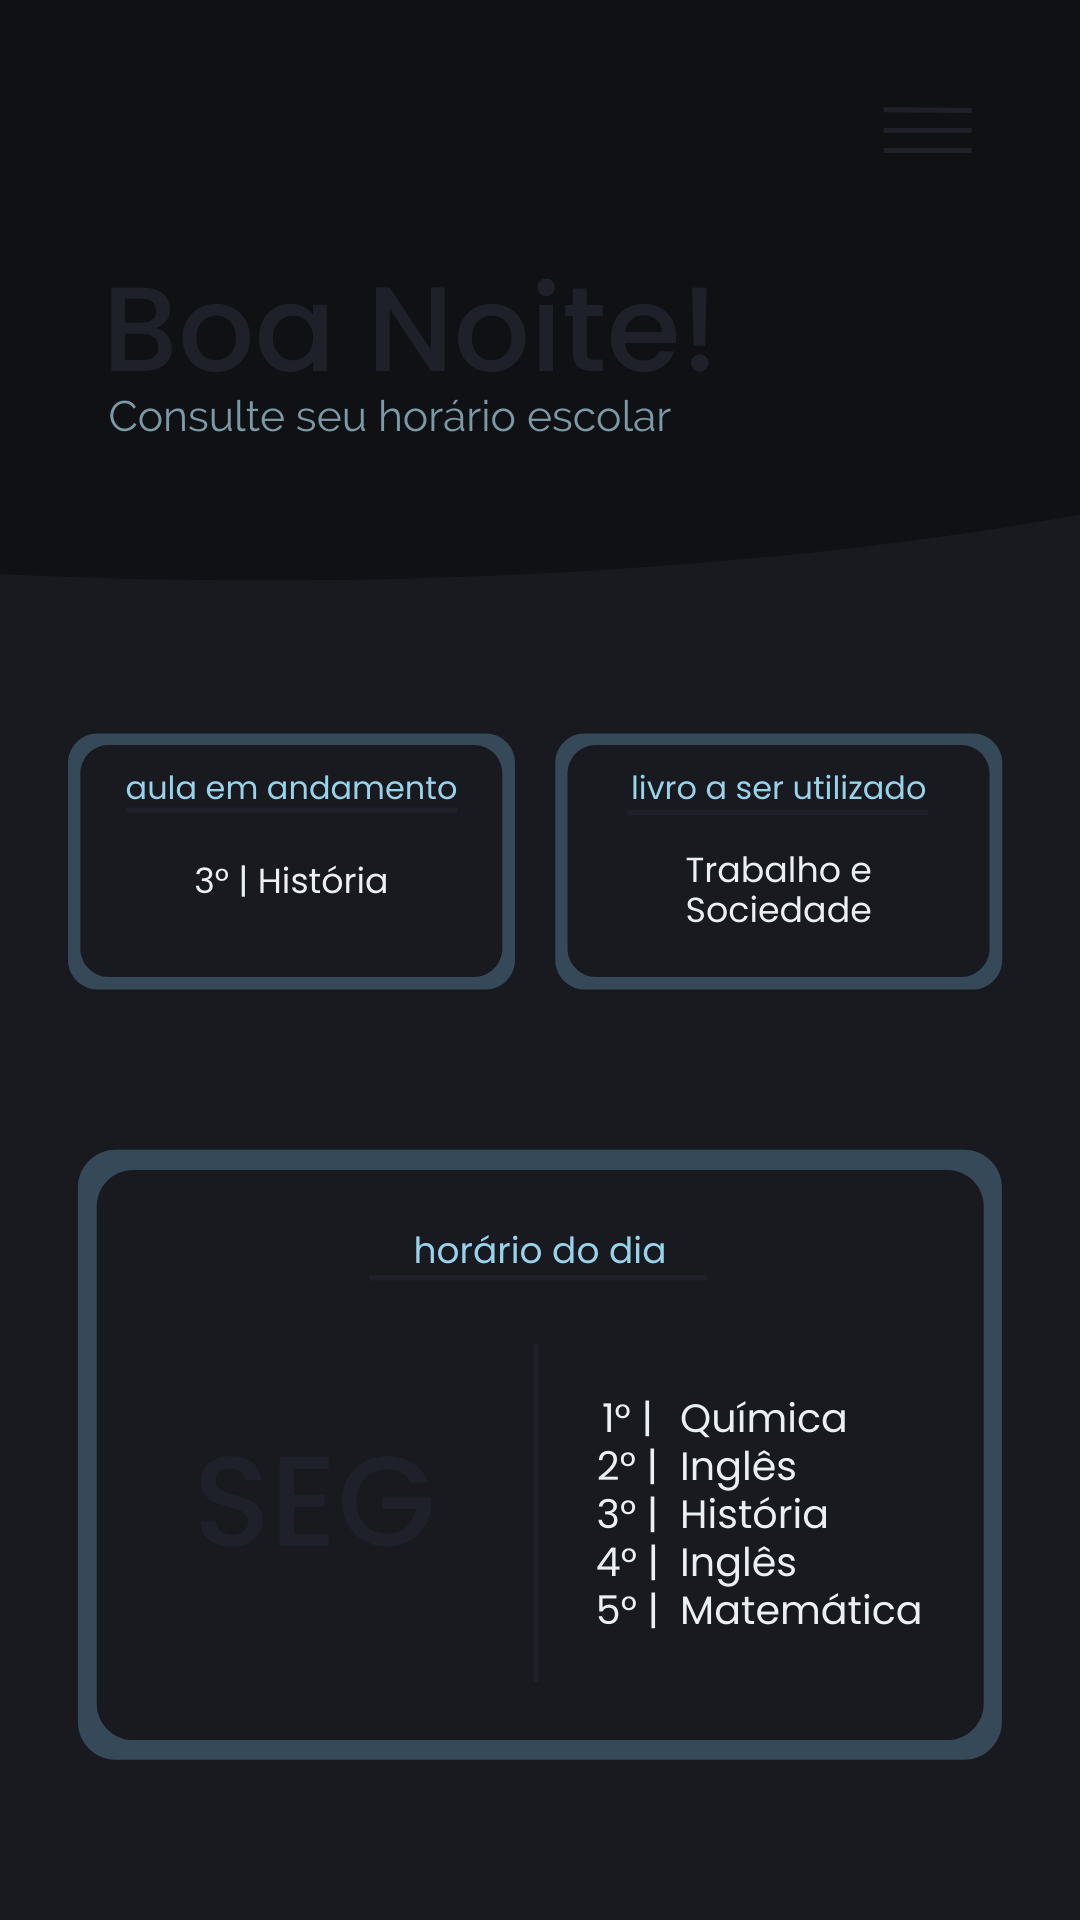 Boa Noite!
Consulte seu horário escolar
aula em andamento
3º | História
livro a ser utilizado
Trabalho e
Sociedade
horário do dia
SEG
1º | Química
2º | Inglês
3º | História
4º | Inglês
5º | Matemática